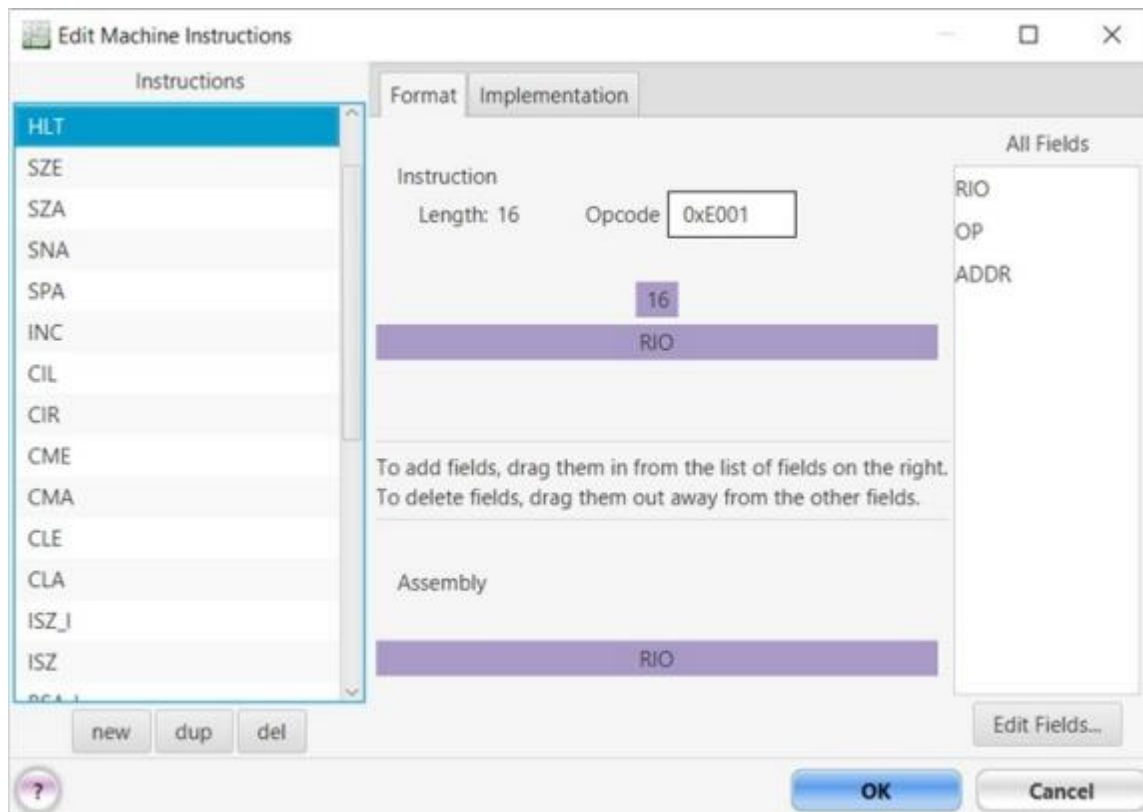 Edit Machine Instructions
Instructions
HLT
SZE
SZA
SNA
SPA
INC
CIL
CIR
CME
CMA
CLE
CLA
ISZ_I
ISZ
new dup del
Format Implementation
Instruction
Length: 16 Opcode 0xE001
16
RIO
To add fields, drag them in from the list of fields on the right.
To delete fields, drag them out away from the other fields.
Assembly
RIO
All Fields
RIO
OP
ADDR
Edit Fields...
?
OK Cancel